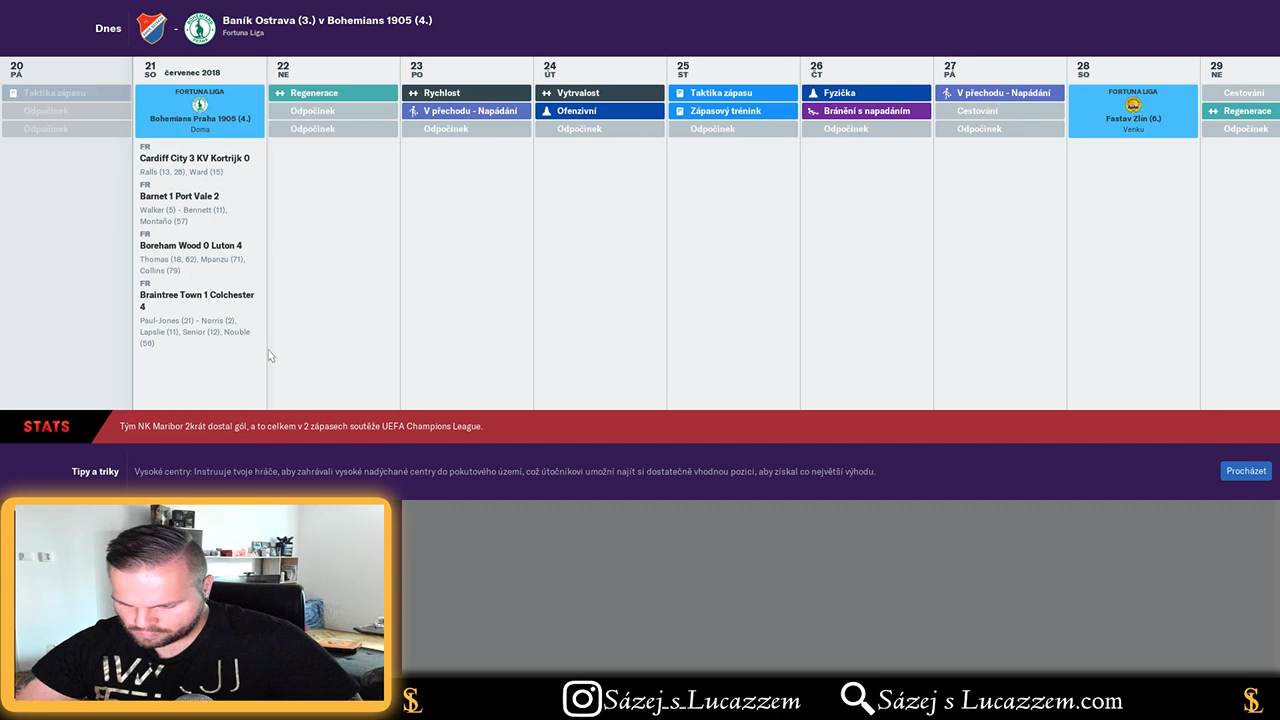 Dnes
Baník Ostrava (3.) v Bohemians 1905 (4.)
Fortuna Liga
20
PÁ
Taktika zápasu
Odpočinek
Odpočinek
21
SO
červenec 2018
FORTUNA LIGA
Bohemians Praha 1905 (4.)
Doma
FR
Cardiff City 3 KV Kortrijk 0
Ralls (13, 26), Ward (15)
FR
Barnet 1 Port Vale 2
Walker (5) - Bennett (11),
Montaño (57)
FR
Boreham Wood 0 Luton 4
Thomas (18, 62), Mpanzu (71),
Collins (79)
FR
Braintree Town 1 Colchester
4
Paul-Jones (21) - Norris (2),
Lapslie (11), Senior (12), Nouble
(56)
22
NE
Regenerace
Odpočinek
Odpočinek
23
PO
Rychlost
V přechodu - Napádání
Odpočinek
24
ÚT
Vytrvalost
Ofenzivní
Odpočinek
25
ST
Taktika zápasu
Zápasový trénink
Odpočinek
26
ČT
Fyzička
Bránění s napadáním
Odpočinek
27
PÁ
V přechodu - Napádání
Cestování
Odpočinek
28
SO
FORTUNA LIGA
Fastav Zlín (6.)
Venku
29
NE
Cestování
Regenerace
Odpočinek
STATS
Tým NK Maribor 2krát dostal gól, a to celkem v 2 zápasech soutěže UEFA Champions League.
Tipy a triky
Vysoké centry: Instruuje tvoje hráče, aby zahrávali vysoké nadýchané centry do pokutového území, což útočníkovi umožní najít si dostatečně vhodnou pozici, aby získal co největší výhodu.
Procházet
Sázej_s_Lucazzem
Sázej s Lucazzem.com